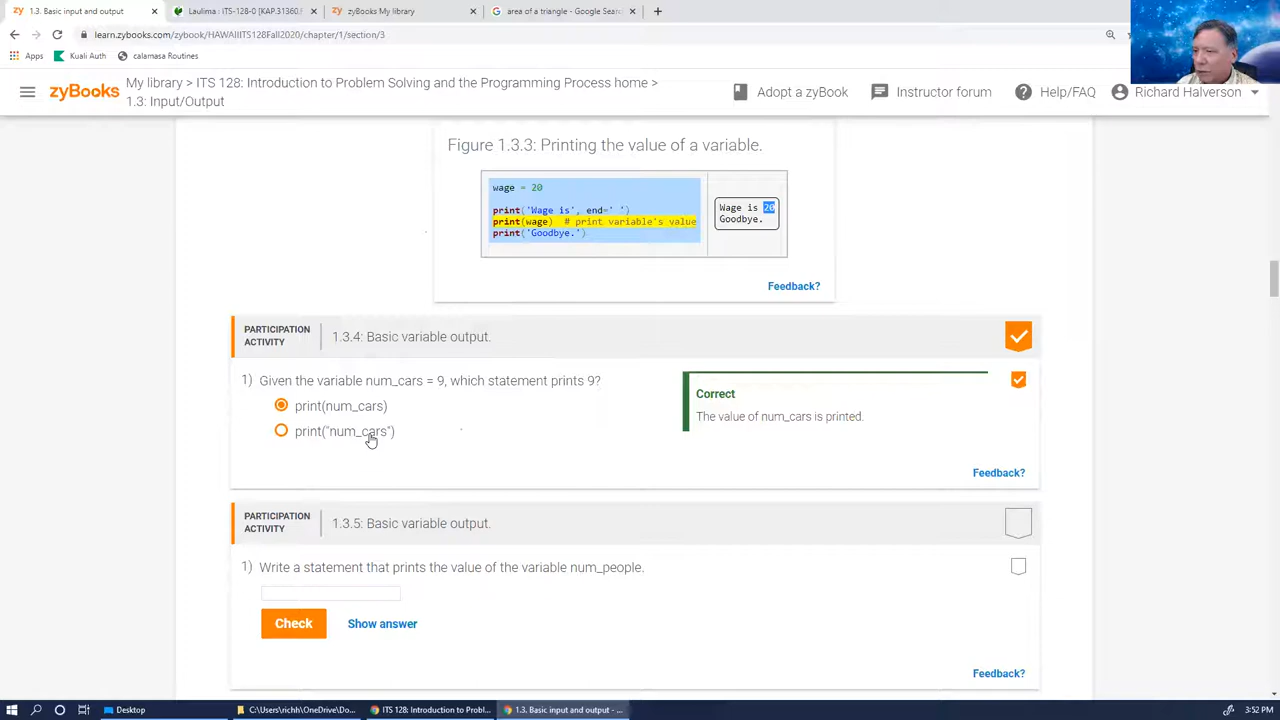 1.3. Basic input and output
Laulima : ITS-128-0 [KAP.31360.F
zyBooks My library
area of a triangle - Google Sear
learn.zybooks.com/zybook/HAWAIIITS128Fall2020/chapter/1/section/3
Apps
Kuali Auth
calamasa Routines
zyBooks
My library > ITS 128: Introduction to Problem Solving and the Programming Process home >
1.3: Input/Output
Adopt a zyBook
Instructor forum
Help/FAQ
Richard Halverson
Figure 1.3.3: Printing the value of a variable.
wage = 20
print('Wage is', end=' ')
print(wage) # print variable's value
print('Goodbye.')
Wage is 20
Goodbye.
Feedback?
PARTICIPATION
ACTIVITY
1.3.4: Basic variable output.
1) Given the variable num_cars = 9, which statement prints 9?
print(num_cars)
print("num_cars")
Correct
The value of num_cars is printed.
Feedback?
PARTICIPATION
ACTIVITY
1.3.5: Basic variable output.
1) Write a statement that prints the value of the variable num_people.
Check
Show answer
Feedback?
Desktop
C:\Users\richh\OneDrive\Do...
ITS 128: Introduction to Probl...
1.3. Basic input and output - ...
3:52 PM